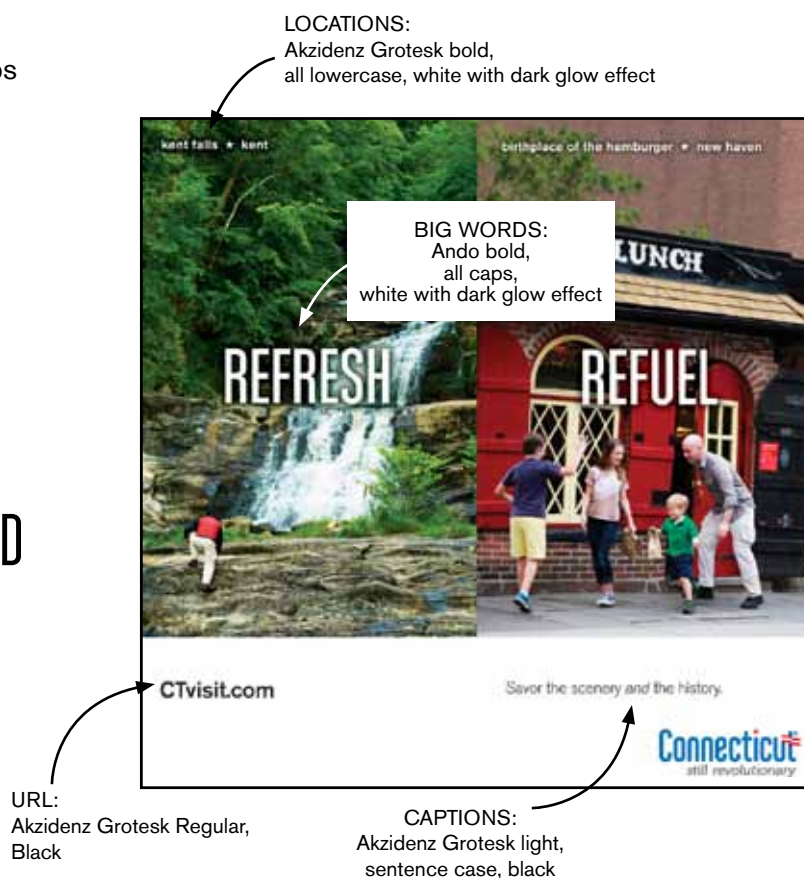 LOCATIONS:
Akzidenz Grotesk bold,
all lowercase, white with dark glow effect
os
kent falls ★ kent
birthplace of the hamburger ★ new haven
BIG WORDS:
Ando bold,
all caps,
white with dark glow effect
LUNCH
REFRESH
REFUEL
D
CTvisit.com
Savor the scenery and the history.
Connecticut
still revolutionary
URL:
Akzidenz Grotesk Regular,
Black
CAPTIONS:
Akzidenz Grotesk light,
sentence case, black